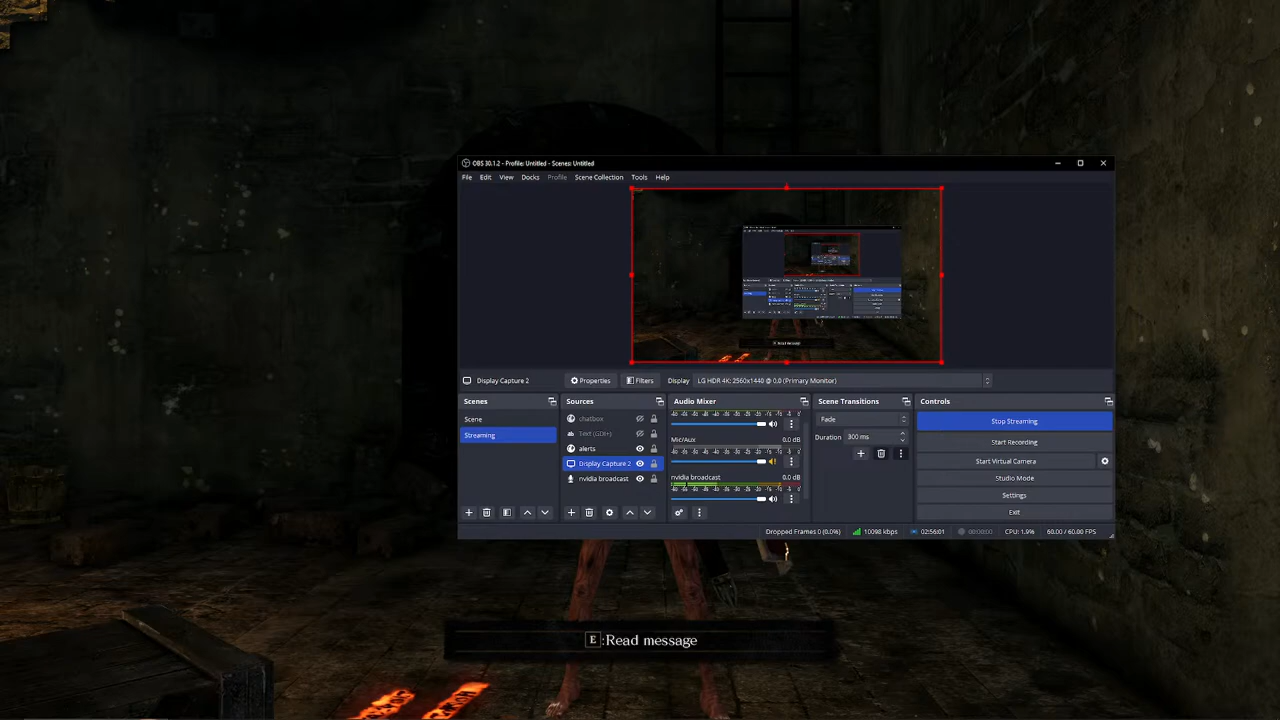 OBS 30.1.2 - Profile: Untitled - Scenes: Untitled
File Edit View Docks Profile Scene Collection Tools Help
Display Capture 2 Properties Filters Display LG HDR 4K: 2560x1440 @ 0,0 (Primary Monitor)
Scenes
Scene
Streaming
Sources
chatbox
Text (GDI+)
alerts
Display Capture 2
nvidia broadcast
Audio Mixer
Mic/Aux 0.0 dB
nvidia broadcast 0.0 dB
Scene Transitions
Fade
Duration 300 ms
Controls
Stop Streaming
Start Recording
Start Virtual Camera
Studio Mode
Settings
Exit
Dropped Frames 0 (0.0%) 10098 kbps 02:56:01 00:00:00 CPU: 1.9% 60.00 / 60.00 FPS
E:Read message